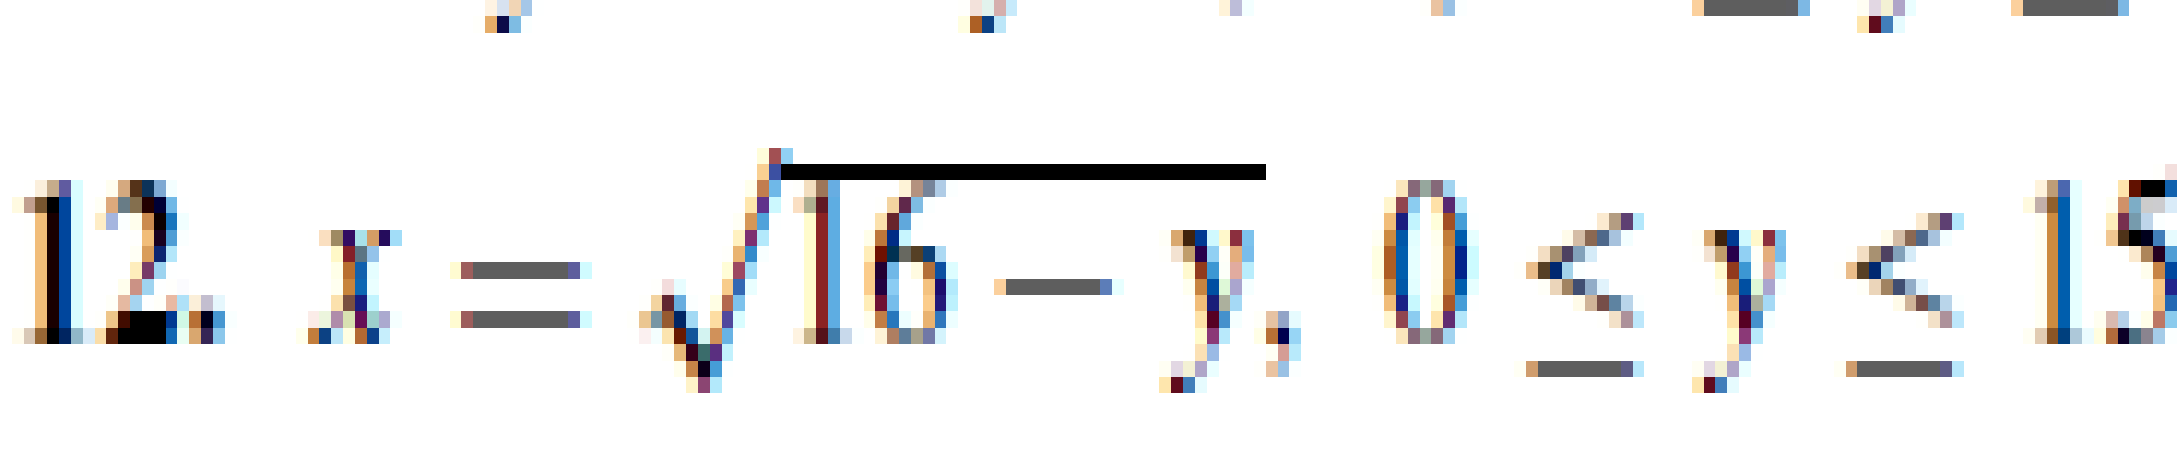 12. x = √16 − y, 0 ≤ y ≤ 15